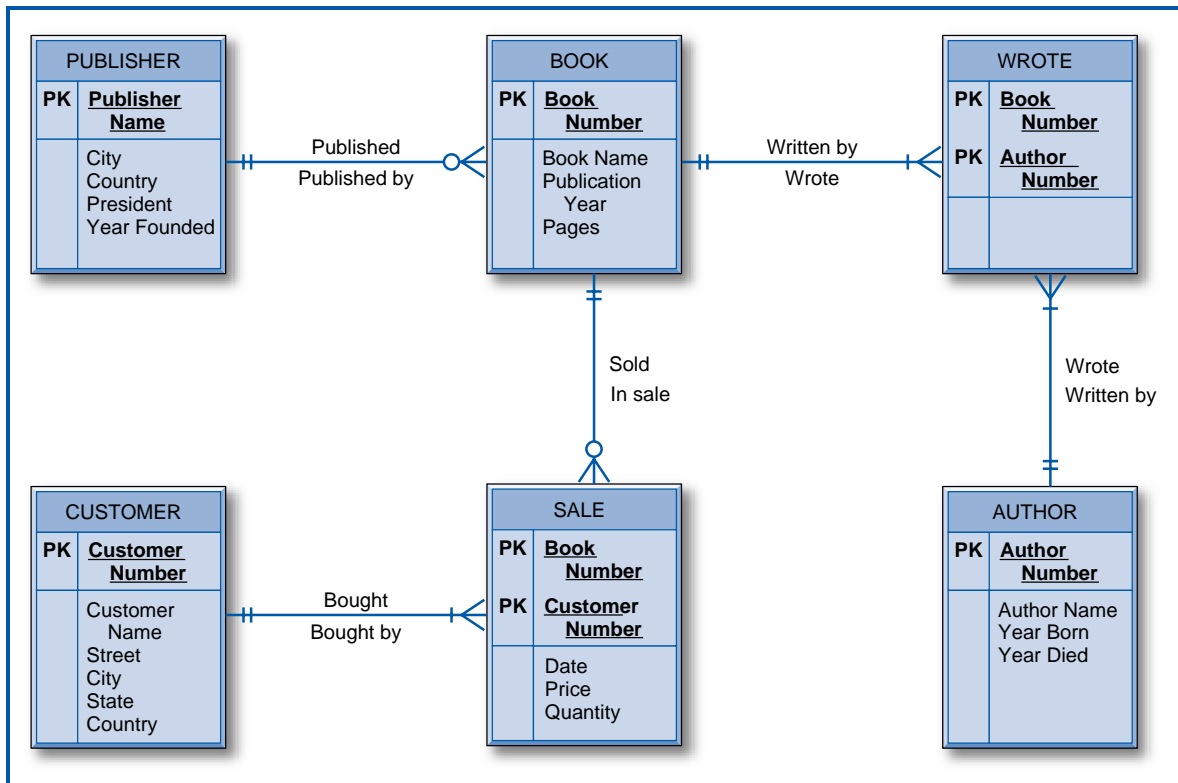 PUBLISHER
PK Publisher
Name
City
Country
President
Year Founded
Published
Published by
BOOK
PK Book
Number
Book Name
Publication
Year
Pages
Written by
Wrote
WROTE
PK Book
Number
PK Author
Number
Sold
In sale
Wrote
Written by
CUSTOMER
PK Customer
Number
Customer
Name
Street
City
State
Country
Bought
Bought by
SALE
PK Book
Number
PK Customer
Number
Date
Price
Quantity
AUTHOR
PK Author
Number
Author Name
Year Born
Year Died